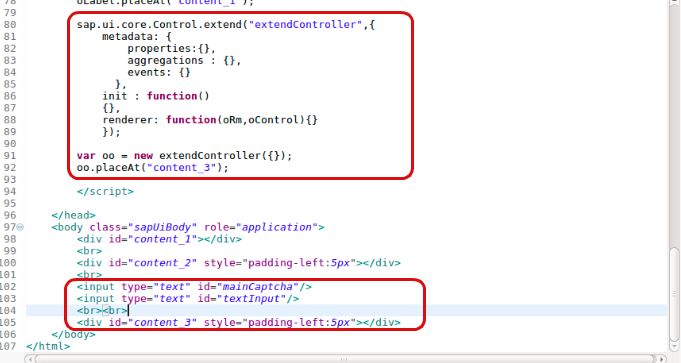 78 oLabel.placeAt("content_1");
79
80 sap.ui.core.Control.extend("extendController",{
81 metadata: {
82 properties:{},
83 aggregations : {},
84 events: {}
85 },
86 init : function()
87 {},
88 renderer: function(oRm,oControl){}
89 });
90
91 var oo = new extendController({});
92 oo.placeAt("content_3");
93
94 </script>
95
96 </head>
97 <body class="sapUiBody" role="application">
98 <div id="content_1"></div>
99 <br>
100 <div id="content_2" style="padding-left:5px"></div>
101 <br>
102 <input type="text" id="mainCaptcha"/>
103 <input type="text" id="textInput"/>
104 <br><br>
105 <div id="content_3" style="padding-left:5px"></div>
106 </body>
107 </html>